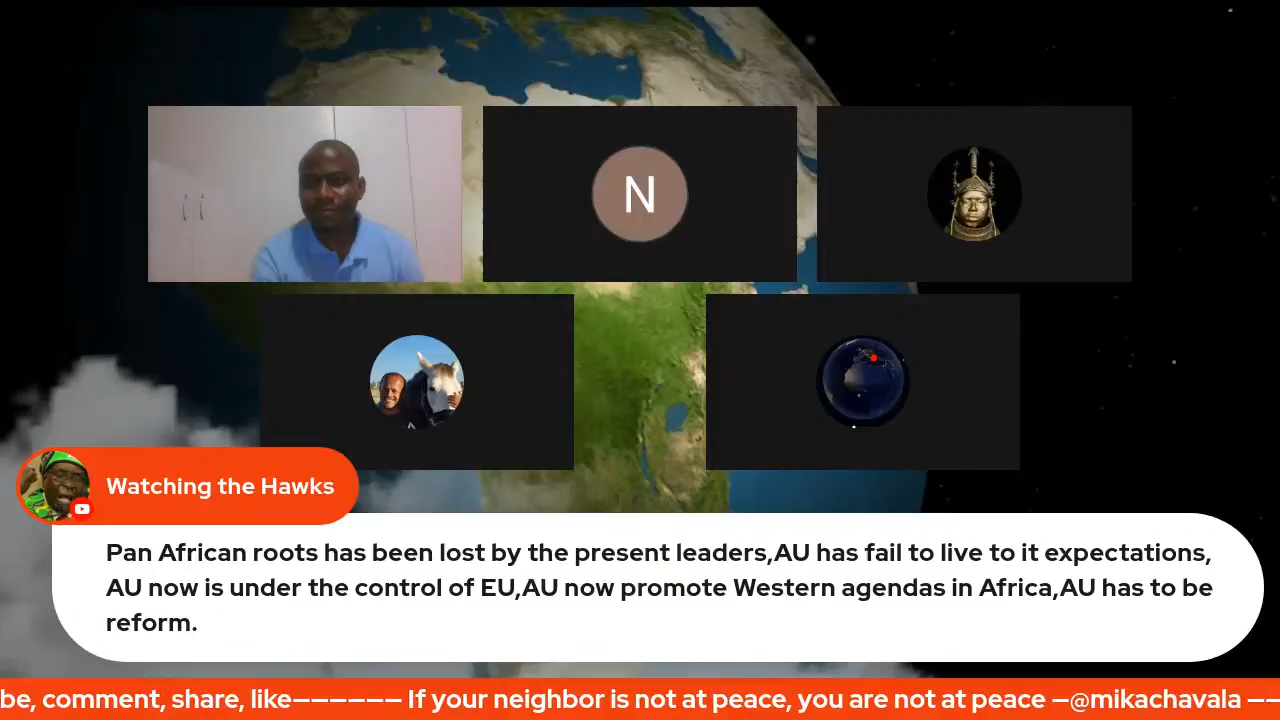 N
Watching the Hawks
Pan African roots has been lost by the present leaders,AU has fail to live to it expectations,
AU now is under the control of EU,AU now promote Western agendas in Africa,AU has to be
reform.
be, comment, share, like—————— If your neighbor is not at peace, you are not at peace —@mikachavala ——